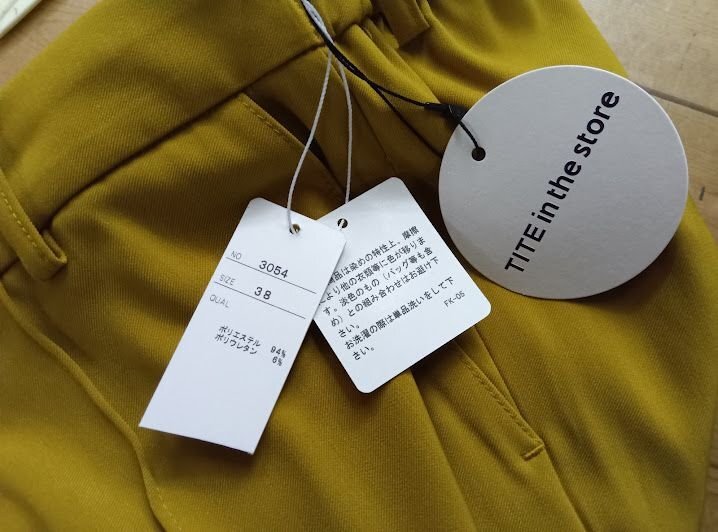 TITE in the store
NO 3054
SIZE 38
QUAL
ポリエステル 94%
ポリウレタン 6%
品は染めの特性上、摩擦
より他の衣類等に色が移りま
す。淡色のもの（バッグ等も含
め）との組み合わせはお避け下
さい。
お洗濯の際は単品洗いをして下
さい。
FK-05